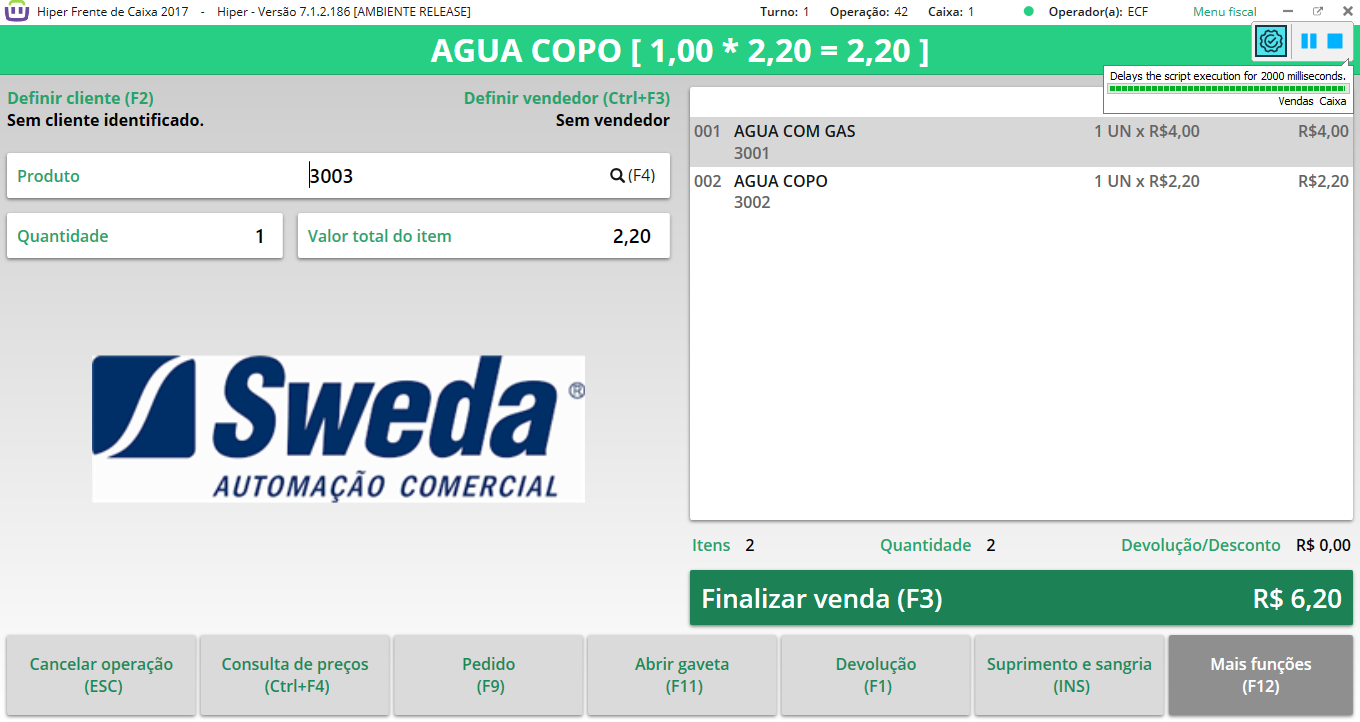 Hiper Frente de Caixa 2017 - Hiper - Versão 7.1.2.186 [AMBIENTE RELEASE] Turno: 1 Operação: 42 Caixa: 1 Operador(a): ECF Menu fiscal
AGUA COPO [ 1,00 * 2,20 = 2,20 ]
Delays the script execution for 2000 milliseconds.
Vendas Caixa
Definir cliente (F2) Definir vendedor (Ctrl+F3)
Sem cliente identificado. Sem vendedor
Produto 3003 (F4)
Quantidade 1 Valor total do item 2,20
Sweda®
AUTOMAÇÃO COMERCIAL
001 AGUA COM GAS 1 UN x R$4,00 R$4,00
3001
002 AGUA COPO 1 UN x R$2,20 R$2,20
3002
Itens 2 Quantidade 2 Devolução/Desconto R$ 0,00
Finalizar venda (F3) R$ 6,20
Cancelar operação Consulta de preços Pedido Abrir gaveta Devolução Suprimento e sangria Mais funções
(ESC) (Ctrl+F4) (F9) (F11) (F1) (INS) (F12)